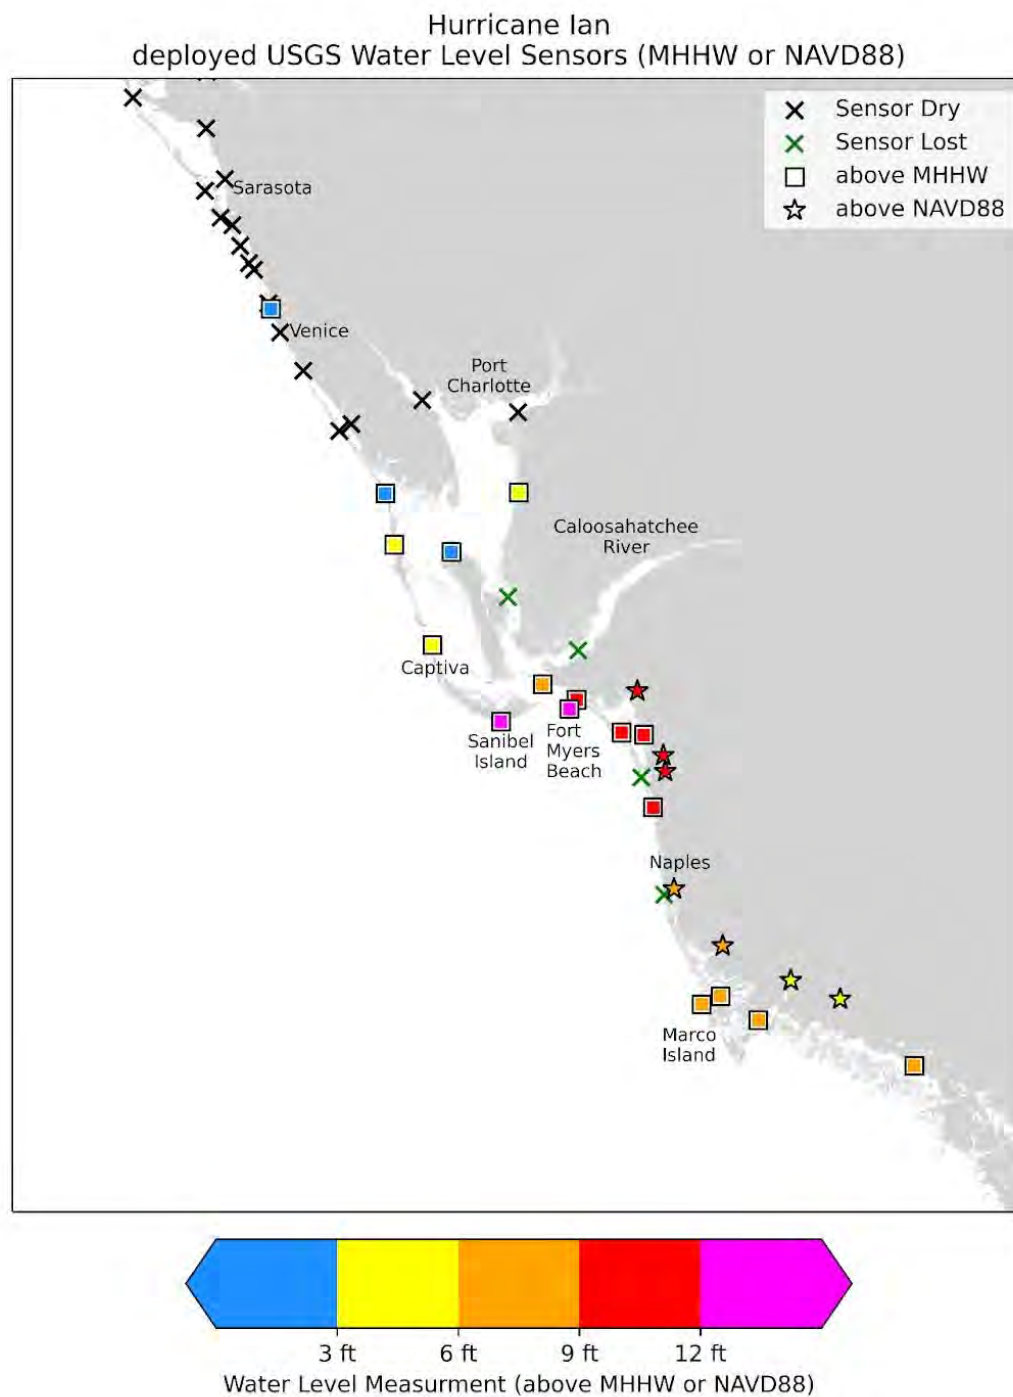 Hurricane Ian
deployed USGS Water Level Sensors (MHHW or NAVD88)
Sensor Dry
Sensor Lost
above MHHW
above NAVD88
Sarasota
Venice
Port
Charlotte
Caloosahatchee
River
Captiva
Sanibel
Island
Fort
Myers
Beach
Naples
Marco
Island
3 ft
6 ft
9 ft
12 ft
Water Level Measurment (above MHHW or NAVD88)